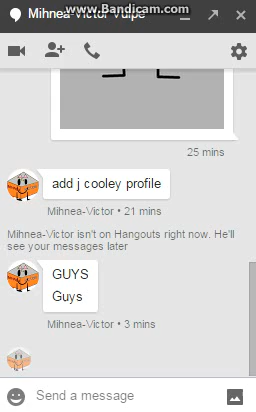 Mihnea-Victor Vulpe
www.Bandicam.com
25 mins
add j cooley profile
Mihnea-Victor • 21 mins
Mihnea-Victor isn't on Hangouts right now. He'll
see your messages later
GUYS
Guys
Mihnea-Victor • 3 mins
Send a message